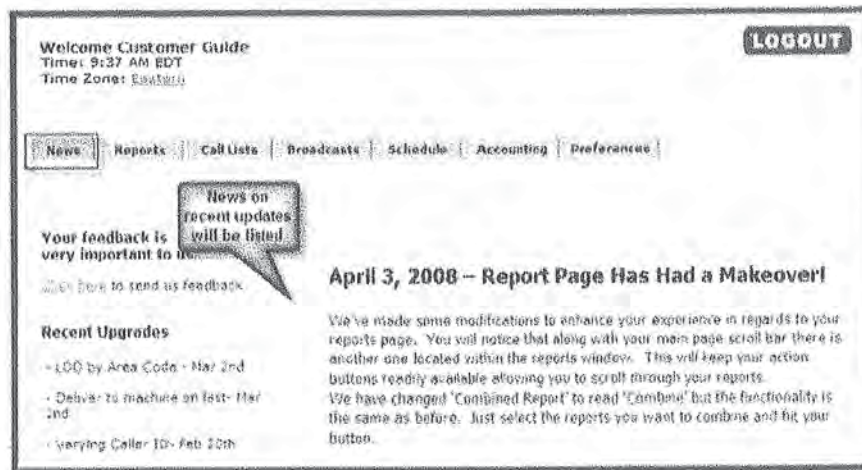 Welcome Customer Guide
Time: 9:37 AM EDT
Time Zone: Eastern
LOGOUT
News | Reports | Call Lists | Broadcasts | Schedule | Accounting | Preferences |
News on
recent updates
will be listed
Your feedback is
very important to
Click here to send us feedback
Recent Upgrades
- LDD by Area Code - Mar 2nd
- Deliver to machine on last- Mar
2nd
- Varying Caller ID- Feb 20th
April 3, 2008 – Report Page Has Had a Makeover!
We've made some modifications to enhance your experience in regards to your
reports page. You will notice that along with your main page scroll bar there is
another one located within the reports window. This will keep your action
buttons readily available allowing you to scroll through your reports.
We have changed 'Combined Report' to read 'Combine' but the functionality is
the same as before. Just select the reports you want to combine and hit your
button.